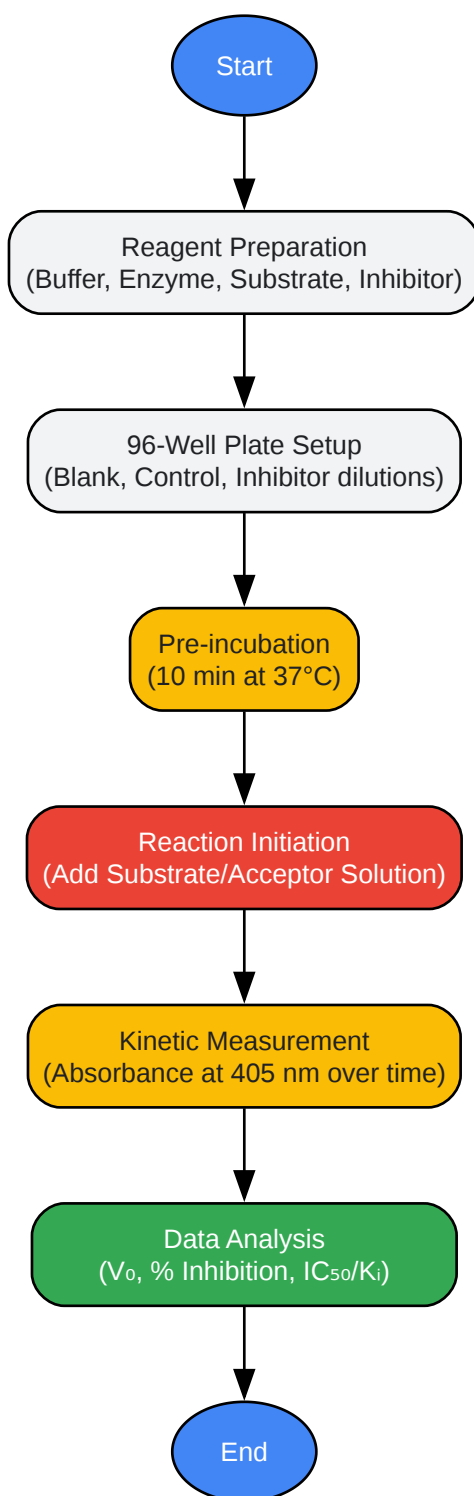 Start
Reagent Preparation
(Buffer, Enzyme, Substrate, Inhibitor)
96-Well Plate Setup
(Blank, Control, Inhibitor dilutions)
Pre-incubation
(10 min at 37°C)
Reaction Initiation
(Add Substrate/Acceptor Solution)
Kinetic Measurement
(Absorbance at 405 nm over time)
Data Analysis
(V₀, % Inhibition, IC₅₀/Kᵢ)
End